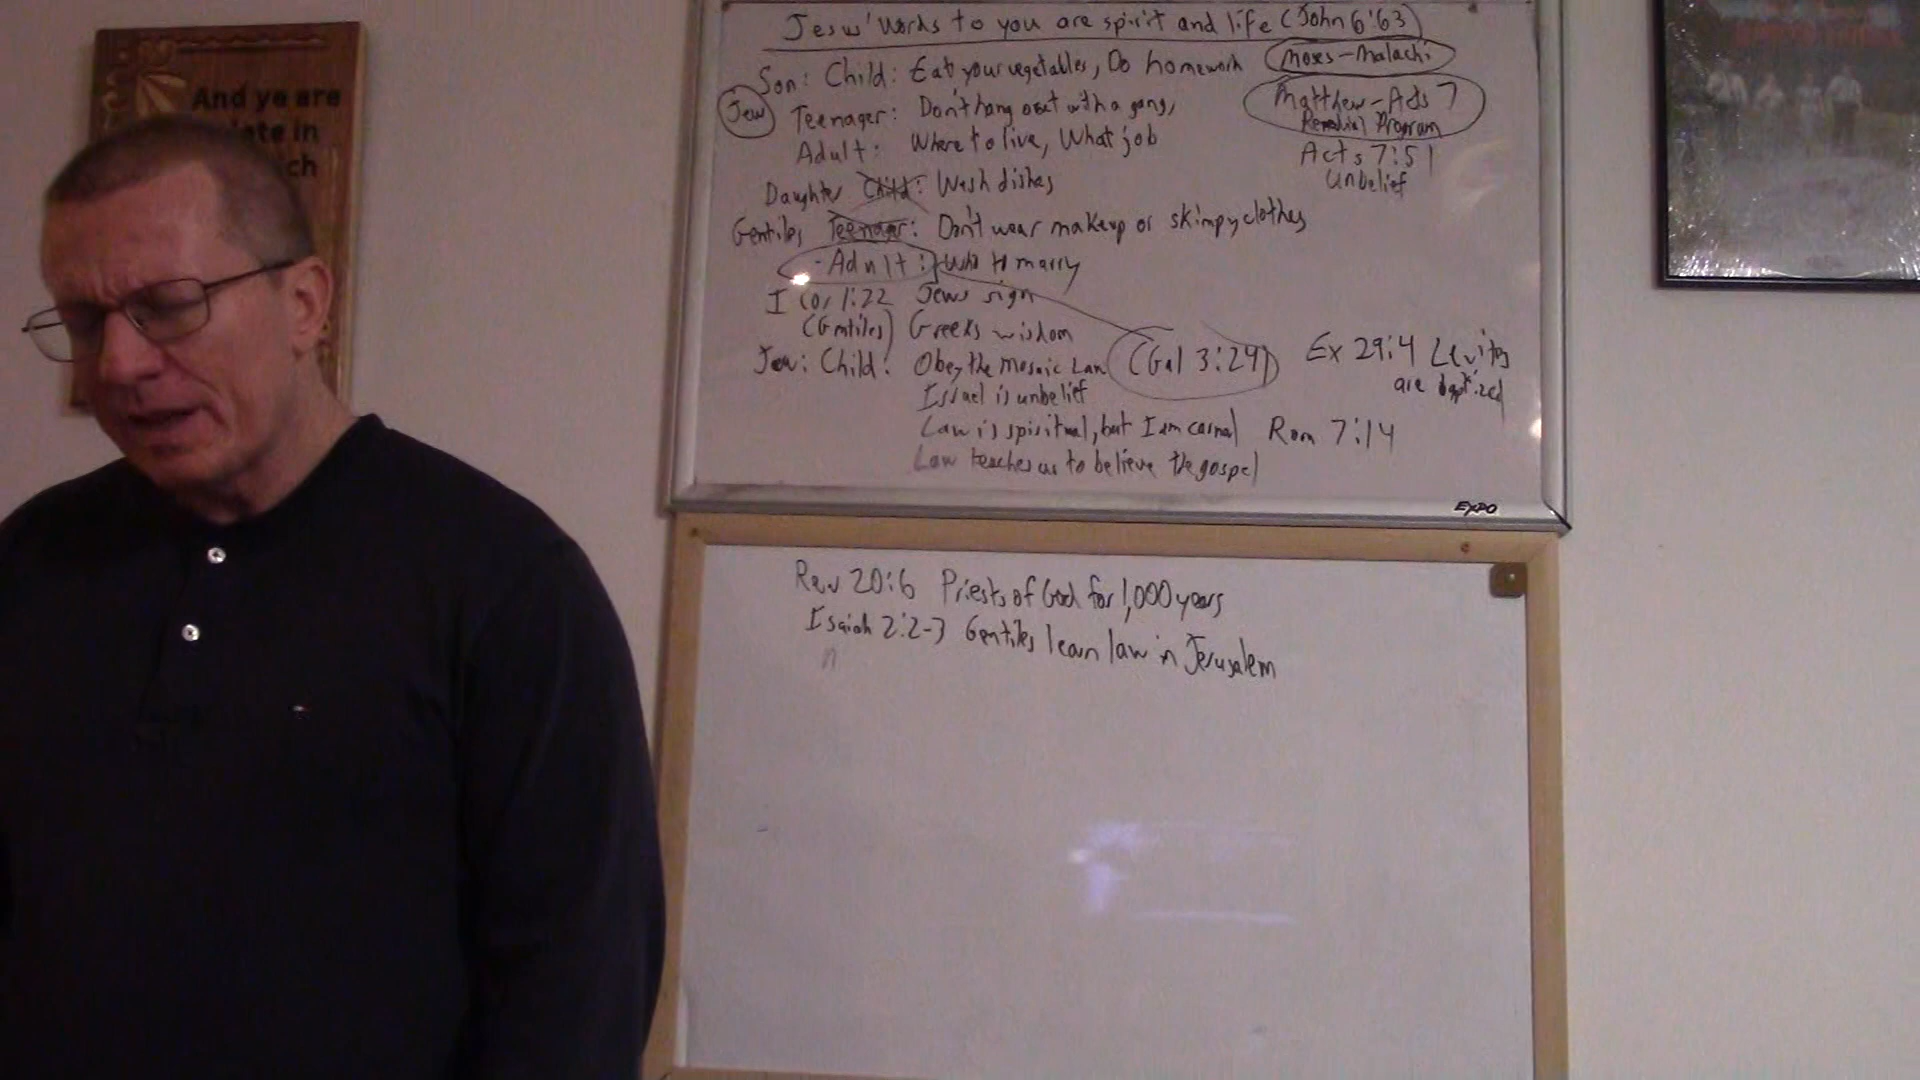 And ye are
ete in
ch
Jesus' words to you are spirit and life (John 6:63)
Son: Child: Eat your vegetables, Do homework
Moses-Malachi
Jew
Teenager: Don't hang out with a gang,
Matthew-Acts 7
Remedial Program
Adult: Where to live, What job
Acts 7:51
Unbelief
Daughter Child: Wash dishes
Gentiles Teenager: Don't wear makeup or skimpy clothes
Adult: Who to marry
I Cor 1:22 Jews sign
(Gentiles) Greeks wisdom
Jew: Child: Obey the Mosaic Law (Gal 3:24) Ex 29:4 Levites
are baptized
Israel is unbelief
Law is spiritual, but I am carnal Rom 7:14
Law teaches us to believe the gospel
EXPO
Rev 20:6 Priests of God for 1,000 years
Isaiah 2:2-3 Gentiles learn law in Jerusalem